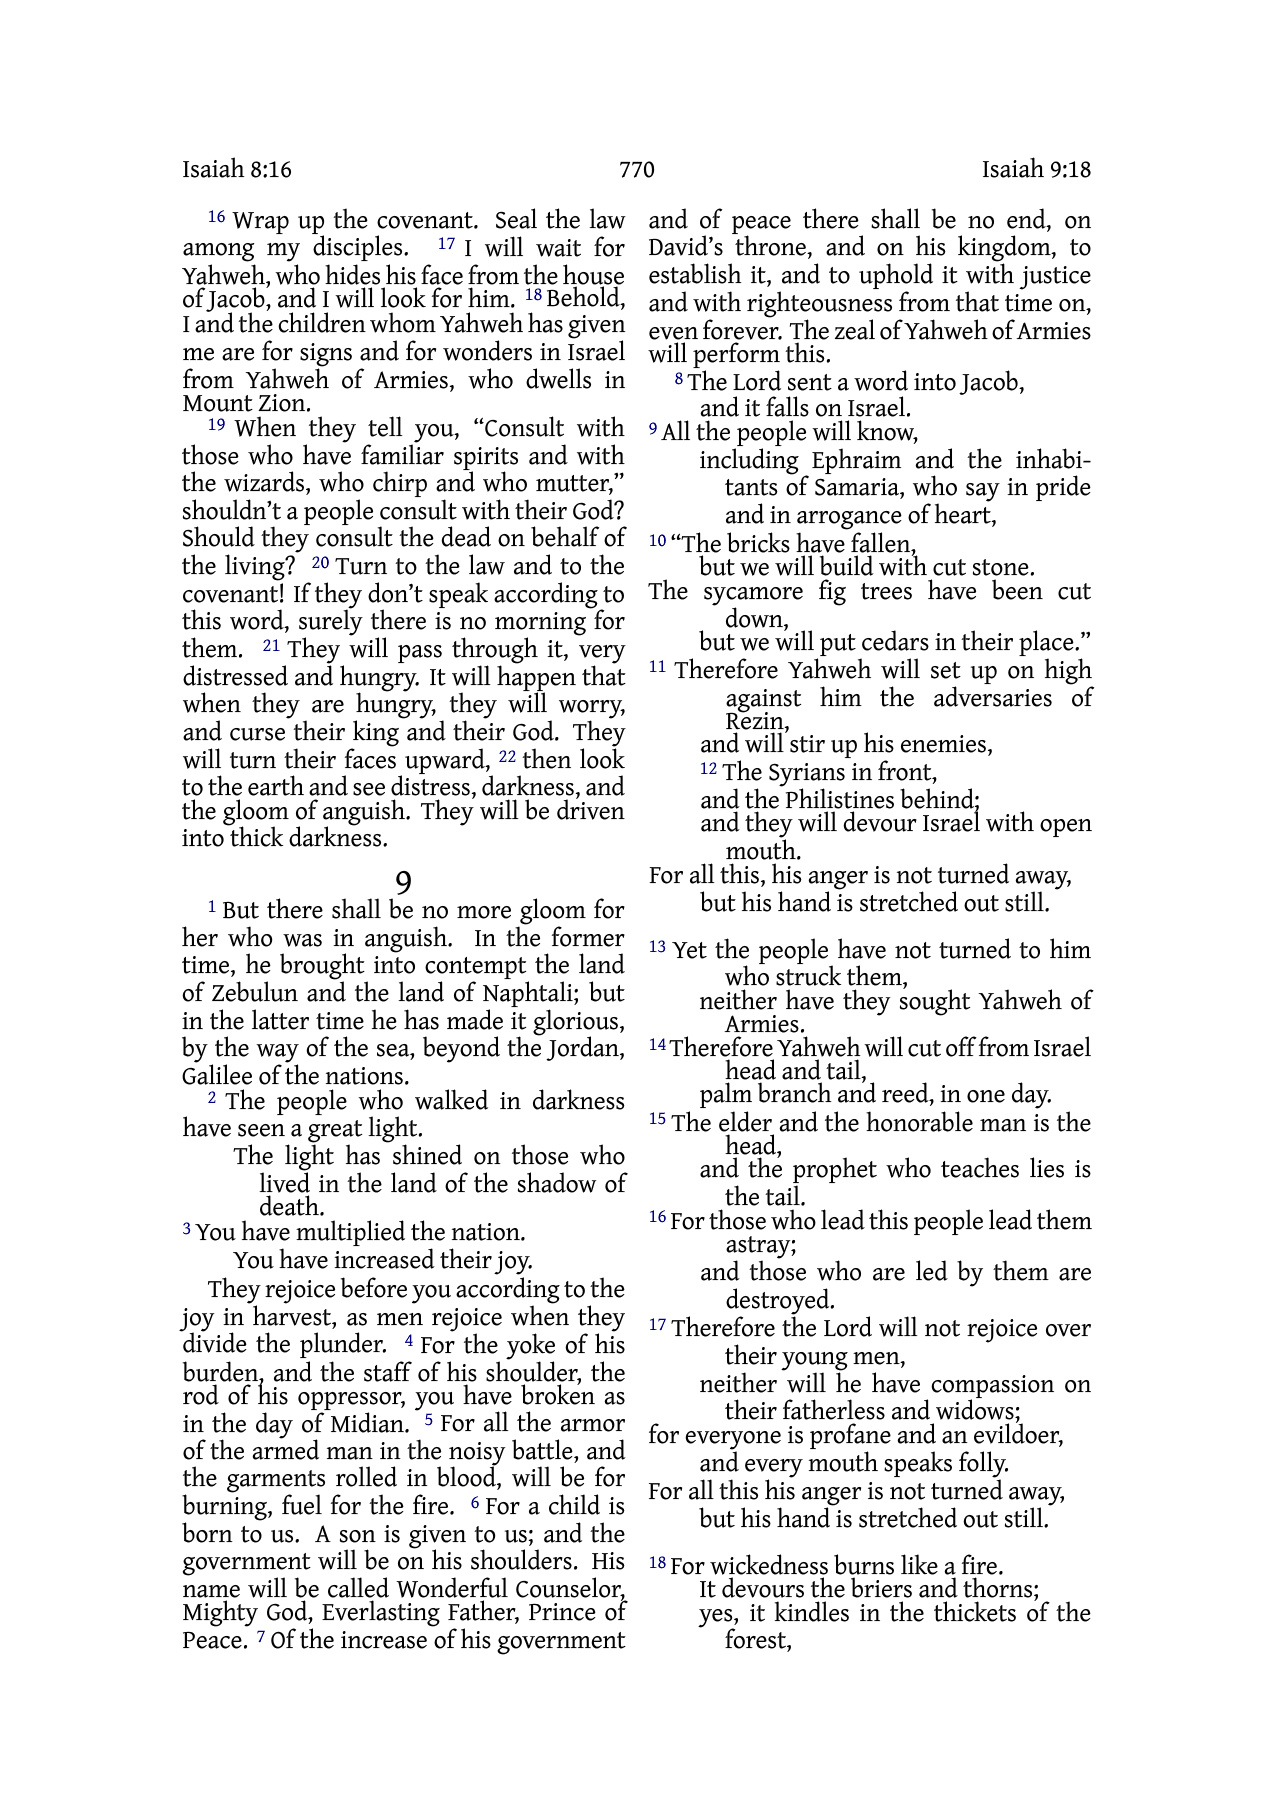 Isaiah 8:16 770 Isaiah 9:18
16 Wrap up the covenant. Seal the law
among my disciples. 17 I will wait for
Yahweh, who hides his face from the house
of Jacob, and I will look for him. 18 Behold,
I and the children whom Yahweh has given
me are for signs and for wonders in Israel
from Yahweh of Armies, who dwells in
Mount Zion.
19 When they tell you, “Consult with
those who have familiar spirits and with
the wizards, who chirp and who mutter,”
shouldn’t a people consult with their God?
Should they consult the dead on behalf of
the living? 20 Turn to the law and to the
covenant! If they don’t speak according to
this word, surely there is no morning for
them. 21 They will pass through it, very
distressed and hungry. It will happen that
when they are hungry, they will worry,
and curse their king and their God. They
will turn their faces upward, 22 then look
to the earth and see distress, darkness, and
the gloom of anguish. They will be driven
into thick darkness.
9
1 But there shall be no more gloom for
her who was in anguish. In the former
time, he brought into contempt the land
of Zebulun and the land of Naphtali; but
in the latter time he has made it glorious,
by the way of the sea, beyond the Jordan,
Galilee of the nations.
2 The people who walked in darkness
have seen a great light.
The light has shined on those who
lived in the land of the shadow of
death.
3 You have multiplied the nation.
You have increased their joy.
They rejoice before you according to the
joy in harvest, as men rejoice when they
divide the plunder. 4 For the yoke of his
burden, and the staff of his shoulder, the
rod of his oppressor, you have broken as
in the day of Midian. 5 For all the armor
of the armed man in the noisy battle, and
the garments rolled in blood, will be for
burning, fuel for the fire. 6 For a child is
born to us. A son is given to us; and the
government will be on his shoulders. His
name will be called Wonderful Counselor,
Mighty God, Everlasting Father, Prince of
Peace. 7 Of the increase of his government
and of peace there shall be no end, on
David’s throne, and on his kingdom, to
establish it, and to uphold it with justice
and with righteousness from that time on,
even forever. The zeal of Yahweh of Armies
will perform this.
8 The Lord sent a word into Jacob,
and it falls on Israel.
9 All the people will know,
including Ephraim and the inhabi-
tants of Samaria, who say in pride
and in arrogance of heart,
10 “The bricks have fallen,
but we will build with cut stone.
The sycamore fig trees have been cut
down,
but we will put cedars in their place.”
11 Therefore Yahweh will set up on high
against him the adversaries of
Rezin,
and will stir up his enemies,
12 The Syrians in front,
and the Philistines behind;
and they will devour Israel with open
mouth.
For all this, his anger is not turned away,
but his hand is stretched out still.
13 Yet the people have not turned to him
who struck them,
neither have they sought Yahweh of
Armies.
14 Therefore Yahweh will cut off from Israel
head and tail,
palm branch and reed, in one day.
15 The elder and the honorable man is the
head,
and the prophet who teaches lies is
the tail.
16 For those who lead this people lead them
astray;
and those who are led by them are
destroyed.
17 Therefore the Lord will not rejoice over
their young men,
neither will he have compassion on
their fatherless and widows;
for everyone is profane and an evildoer,
and every mouth speaks folly.
For all this his anger is not turned away,
but his hand is stretched out still.
18 For wickedness burns like a fire.
It devours the briers and thorns;
yes, it kindles in the thickets of the
forest,